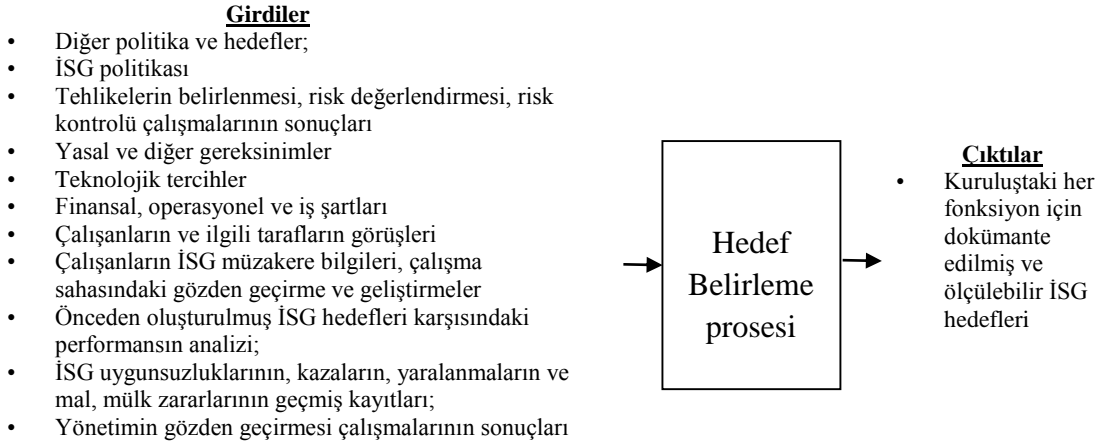 Girdiler
• Diğer politika ve hedefler;
• İSG politikası
• Tehlikelerin belirlenmesi, risk değerlendirmesi, risk
kontrolü çalışmalarının sonuçları
• Yasal ve diğer gereksinimler
• Teknolojik tercihler
• Finansal, operasyonel ve iş şartları
• Çalışanların ve ilgili tarafların görüşleri
• Çalışanların İSG müzakere bilgileri, çalışma
sahasındaki gözden geçirme ve geliştirmeler
• Önceden oluşturulmuş İSG hedefleri karşısındaki
performansın analizi;
• İSG uygunsuzluklarının, kazaların, yaralanmaların ve
mal, mülk zararlarının geçmiş kayıtları;
• Yönetimin gözden geçirmesi çalışmalarının sonuçları
Hedef
Belirleme
prosesi
Çıktılar
• Kuruluştaki her
fonksiyon için
dokümante
edilmiş ve
ölçülebilir İSG
hedefleri